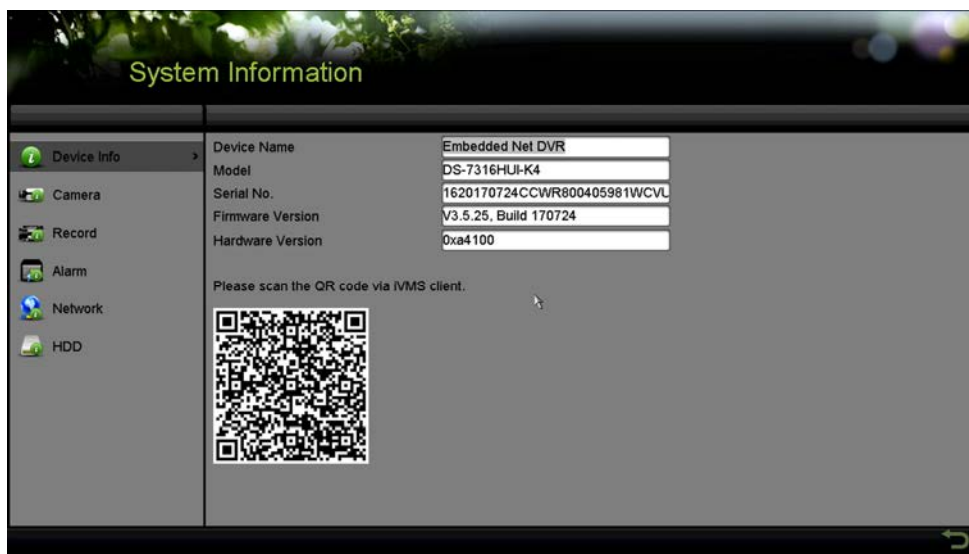 System Information
Device Info
Camera
Record
Alarm
Network
HDD
Device Name Embedded Net DVR
Model DS-7316HUI-K4
Serial No. 1620170724CCWR800405981WCVU
Firmware Version V3.5.25, Build 170724
Hardware Version 0xa4100
Please scan the QR code via iVMS client.